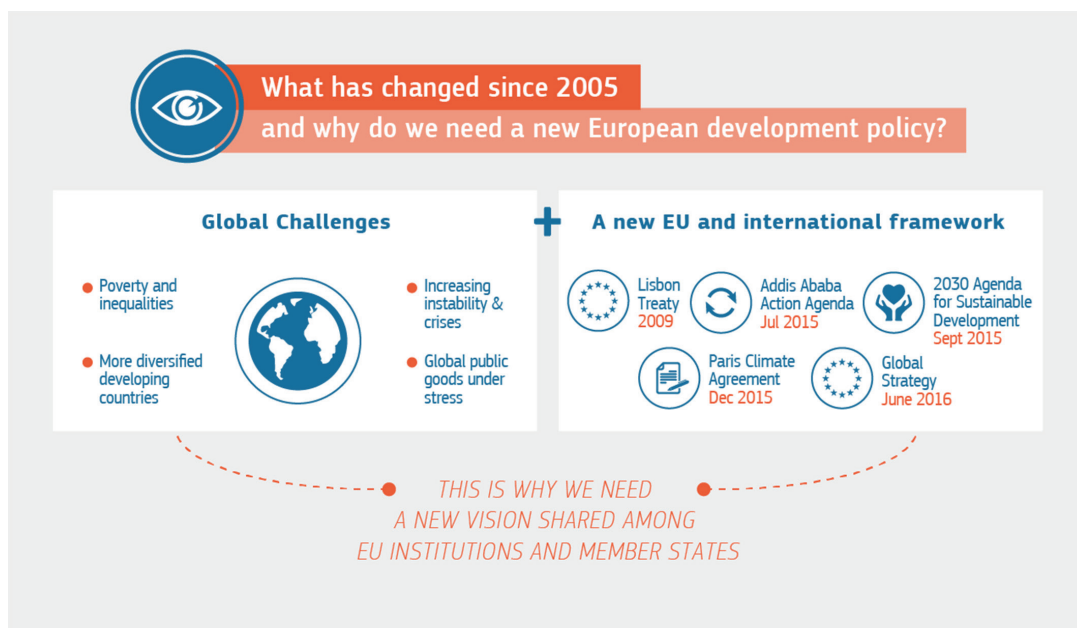 What has changed since 2005
and why do we need a new European development policy?
Global Challenges
Poverty and
inequalities
More diversified
developing
countries
Increasing
instability &
crises
Global public
goods under
stress
+
A new EU and international framework
Lisbon
Treaty
2009
Addis Ababa
Action Agenda
Jul 2015
2030 Agenda
for Sustainable
Development
Sept 2015
Paris Climate
Agreement
Dec 2015
Global
Strategy
June 2016
THIS IS WHY WE NEED
A NEW VISION SHARED AMONG
EU INSTITUTIONS AND MEMBER STATES